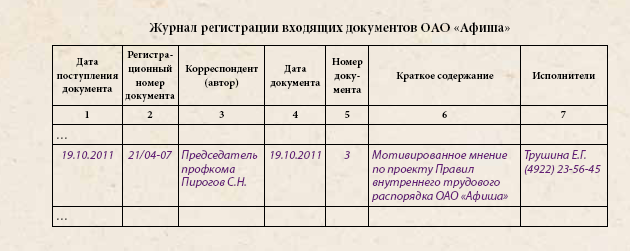 Журнал регистрации входящих документов ОАО «Афиша»
Дата
поступления
документа
Регистра-
ционный
номер
документа
Корреспондент
(автор)
Дата
документа
Номер
доку-
мента
Краткое содержание
Исполнители
1 2 3 4 5 6 7
…
19.10.2011
21/04-07
Председатель
профкома
Пирогов С.Н.
19.10.2011
3
Мотивированное мнение
по проекту Правил
внутреннего трудового
распорядка ОАО «Афиша»
Трушина Е.Г.
(4922) 23-56-45
…